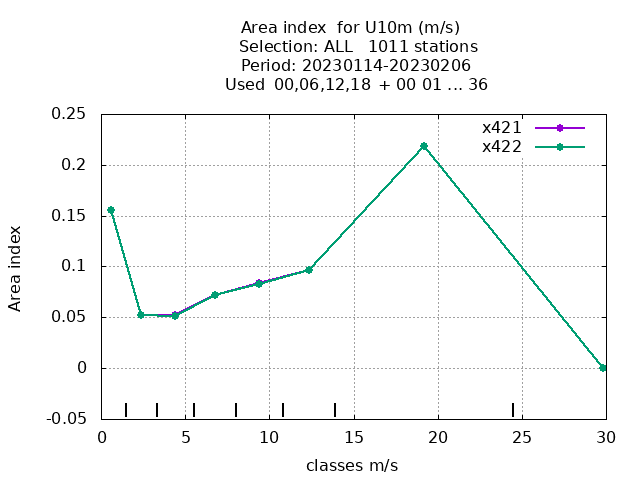 Area index  for U10m (m/s)
Selection: ALL   1011 stations
Period: 20230114-20230206
Used  00,06,12,18  + 00 01 ... 36
x421
x422
0.25
0.2
0.15
0.1
0.05
0
-0.05
Area index
0 5 10 15 20 25 30
classes m/s